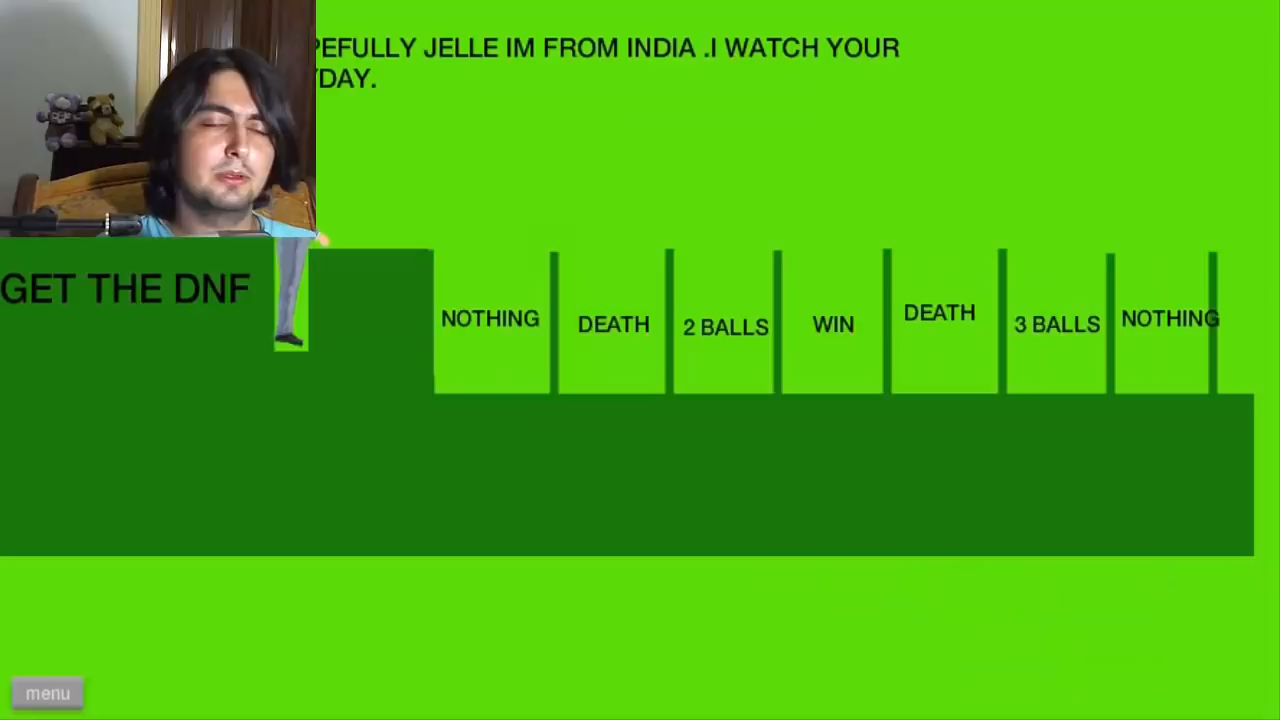 PEFULLY JELLE IM FROM INDIA .I WATCH YOUR
DAY.
GET THE DNF
NOTHING
DEATH
2 BALLS
WIN
DEATH
3 BALLS
NOTHING
menu